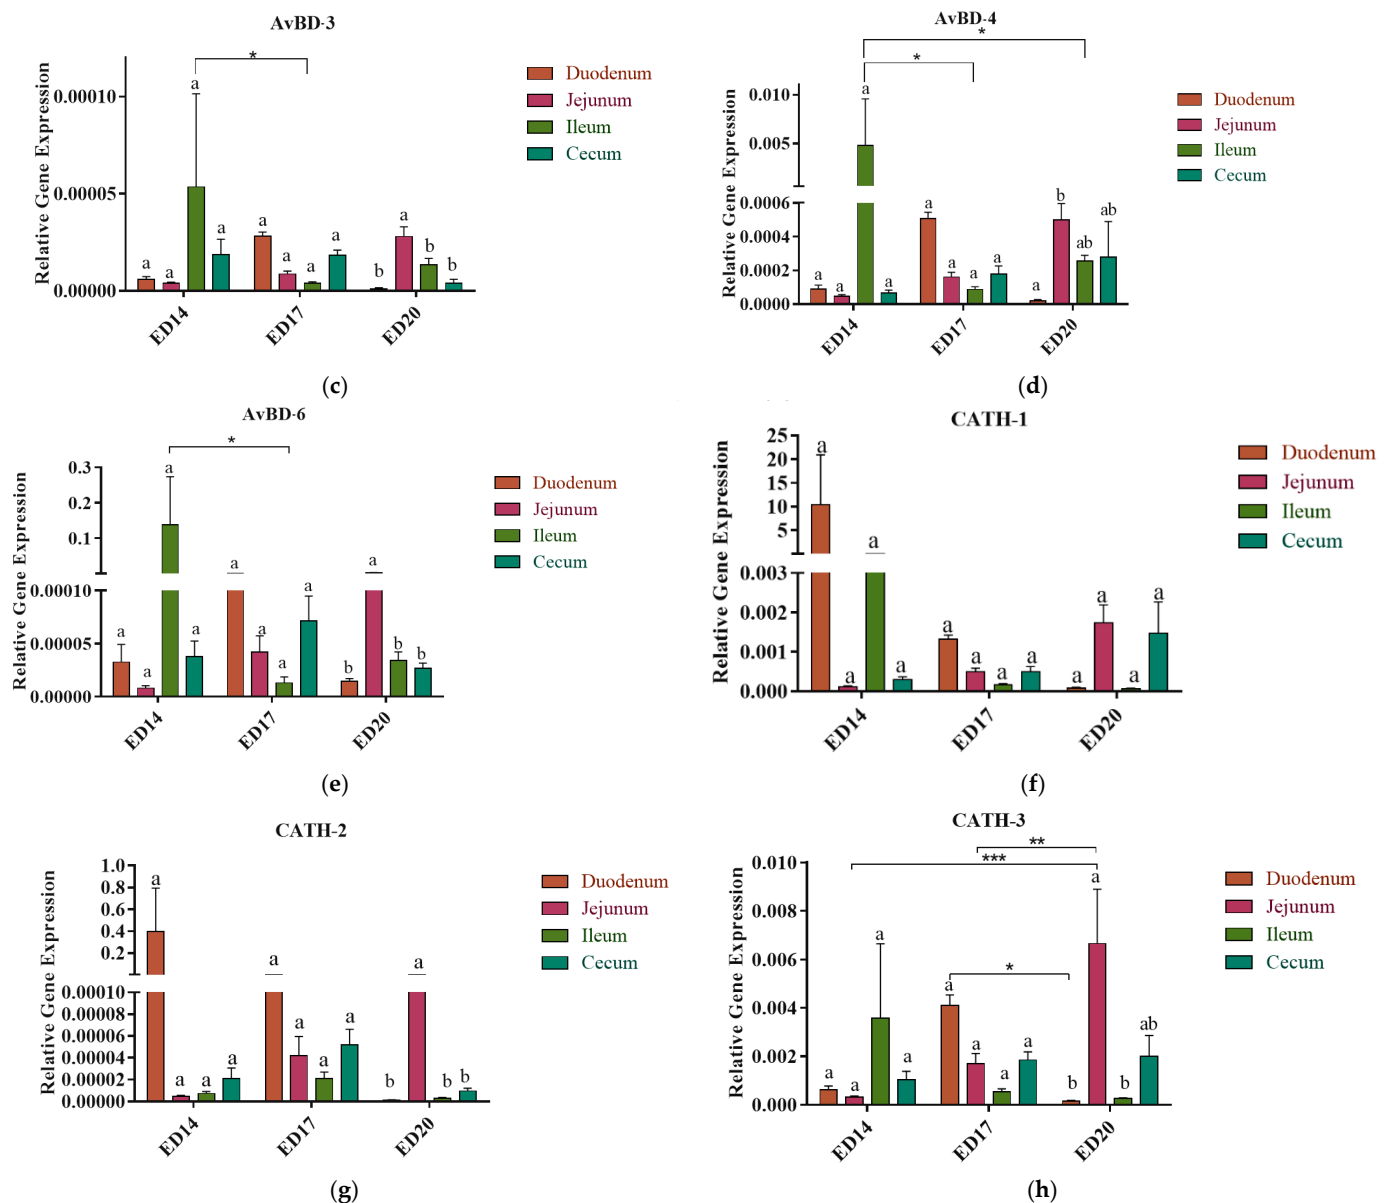 AvBD-3
*
Relative Gene Expression
0.00010
0.00005
0.00000
a a a a
a a a a
b a b b
ED14 ED17 ED20
Duodenum
Jejunum
Ileum
Cecum
(c)
AvBD-4
*
*
Relative Gene Expression
0.010
0.005
0.0006
0.0004
0.0002
0.0000
a a a a
a a a a
a b ab ab
ED14 ED17 ED20
Duodenum
Jejunum
Ileum
Cecum
(d)
AvBD-6
*
Relative Gene Expression
0.3
0.2
0.1
0.00010
0.00005
0.00000
a a a a
a a a a
b a b b
ED14 ED17 ED20
Duodenum
Jejunum
Ileum
Cecum
(e)
CATH-1
Relative Gene Expression
25
20
15
10
5
0.003
0.002
0.001
0.000
a a a a
a a a a
a a a a
ED14 ED17 ED20
Duodenum
Jejunum
Ileum
Cecum
(f)
CATH-2
Relative Gene Expression
1.0
0.8
0.6
0.4
0.2
0.00010
0.00008
0.00006
0.00004
0.00002
0.00000
a a a a
a a a a
b a b b
ED14 ED17 ED20
Duodenum
Jejunum
Ileum
Cecum
(g)
CATH-3
**
***
*
Relative Gene Expression
0.010
0.008
0.006
0.004
0.002
0.000
a a a a
a a a a
b a b ab
ED14 ED17 ED20
Duodenum
Jejunum
Ileum
Cecum
(h)